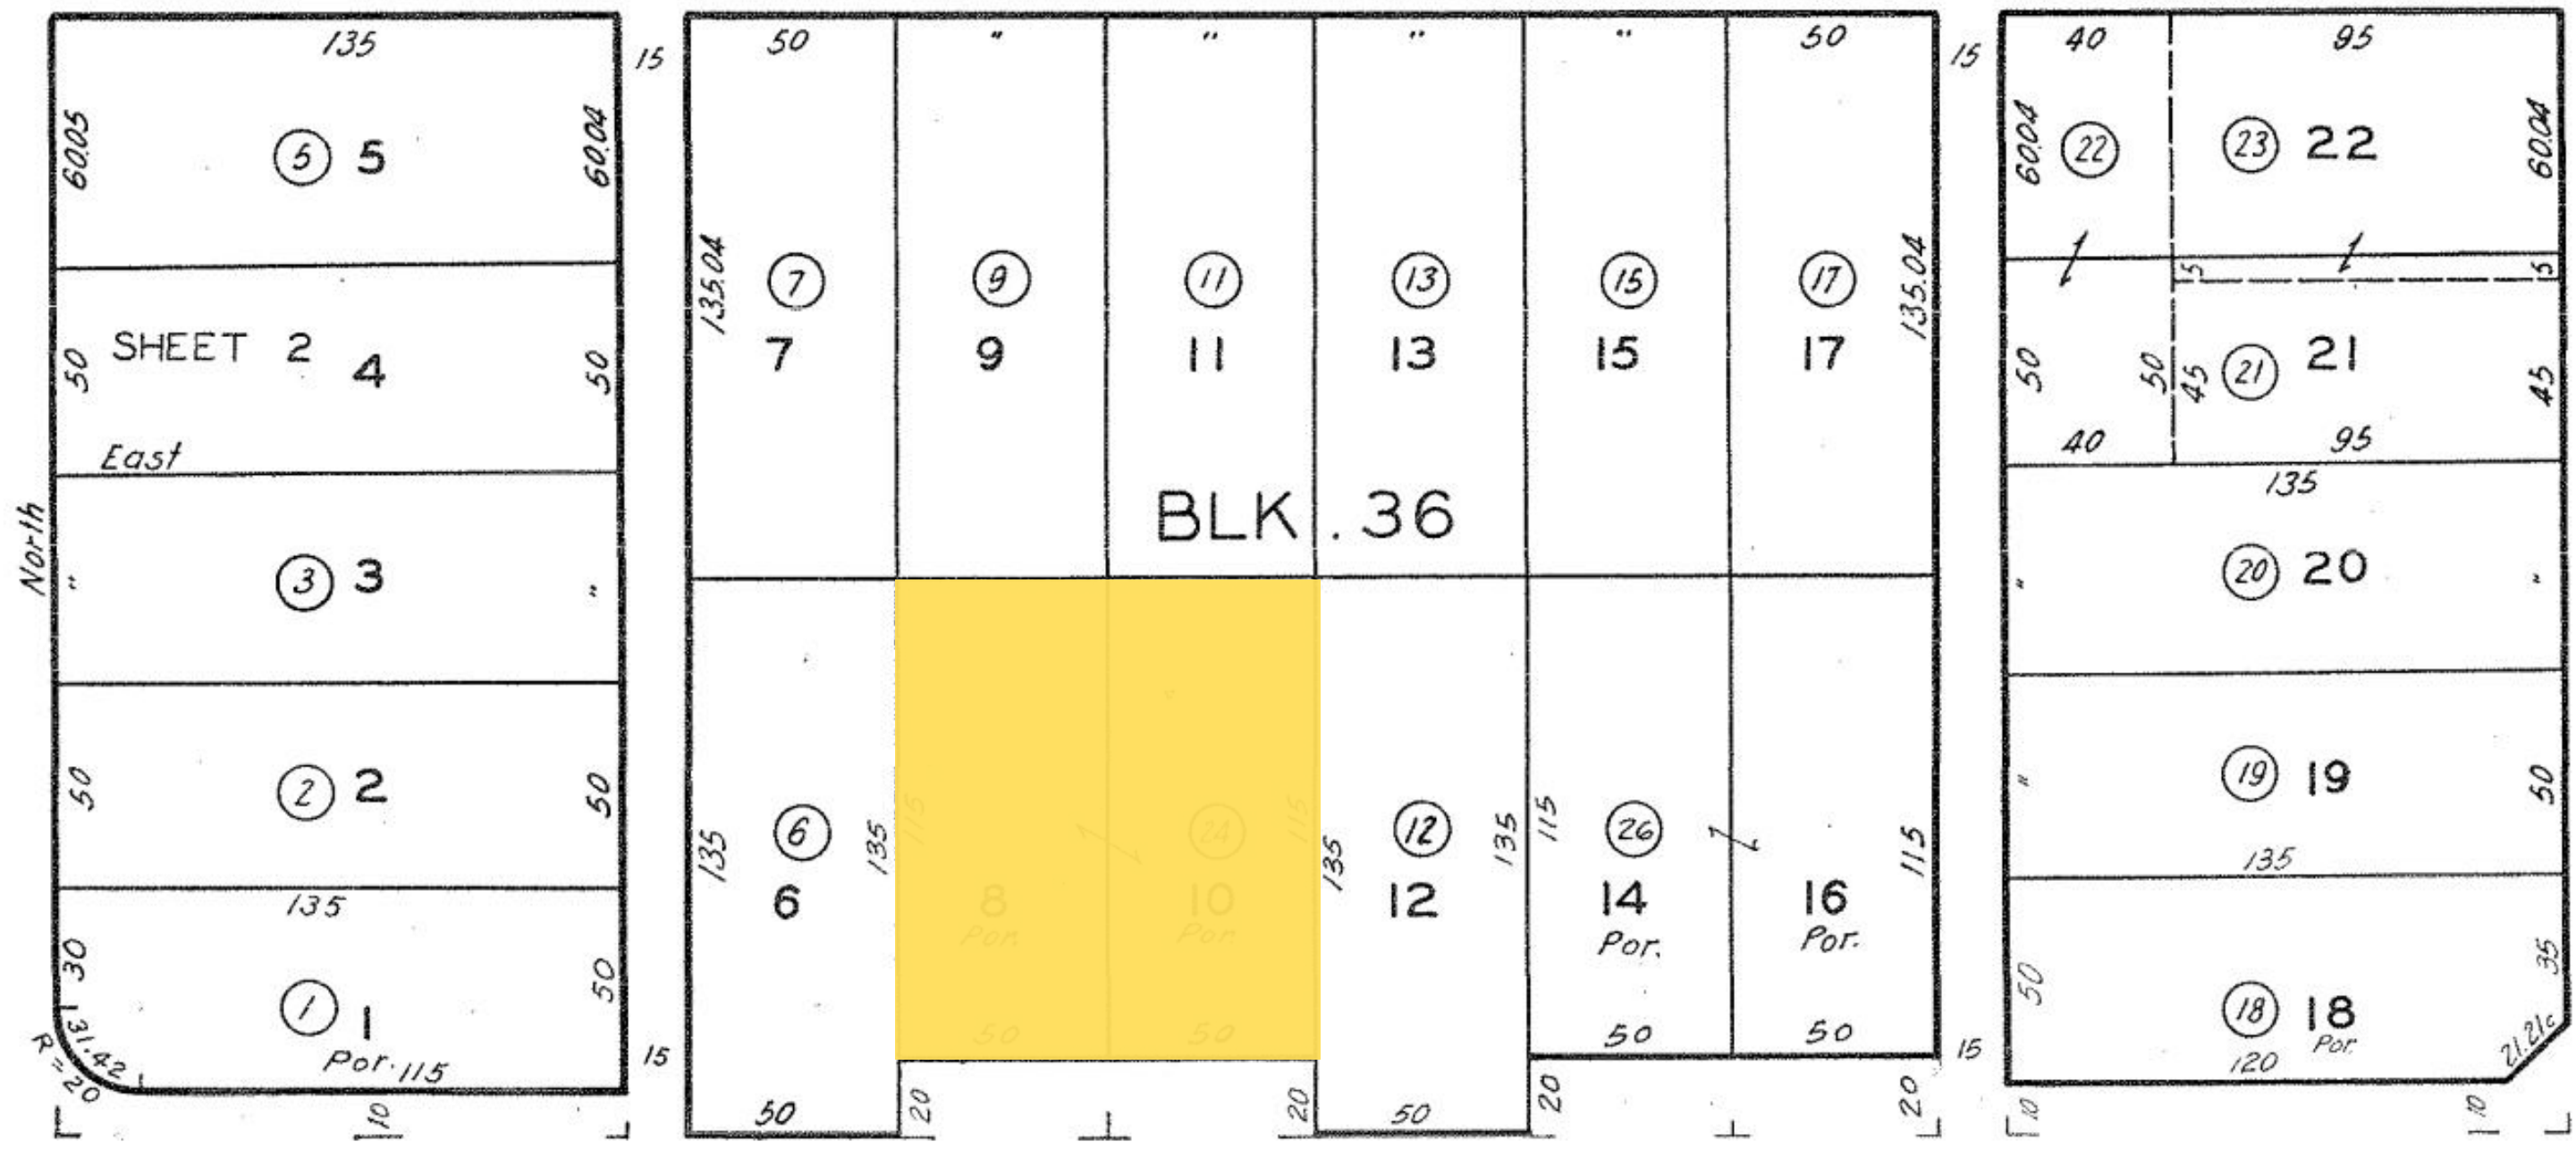 135
15
50 " " " " 50
15
40 95
60.05 5 5 60.04
60.04 22 23 22 60.04
135.04 7 9 11 13 15 17 135.04
7 9 11 13 15 17
5 5
SHEET 2
50 4 50
50 50 45 21 21 45
East
40 95
135
North
BLK. 36
" 3 3 "
" 20 20 "
50 2 2 50
" 19 19 50
135 6 135 115 24 115 135 12 135 115 26 115
6 8 10 12 14 16
Por. Por. Por. Por.
135
135
30 1 1 50
50 18 18 35
Por. 115
Por.
120
31.42
R = 20
21.21c
15 50 50 50 50 15
10 50 20 20 50 20 20 10 10